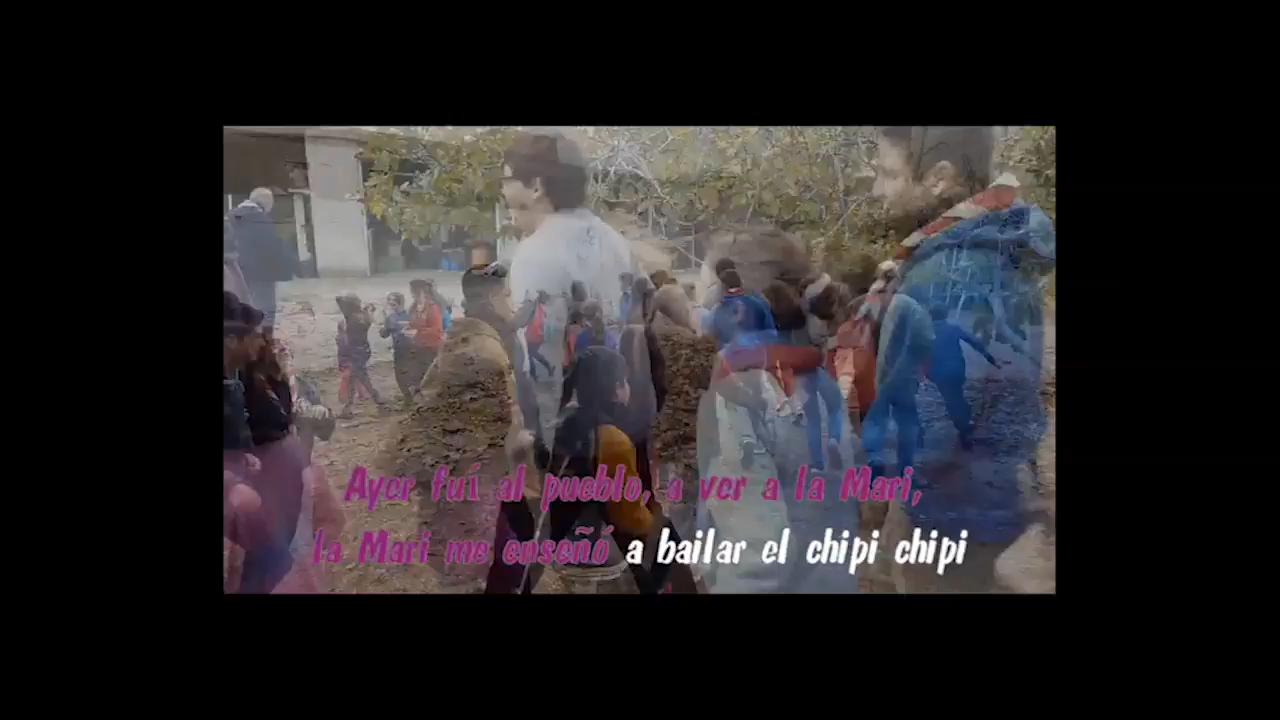 Ayer fuí al pueblo, a ver a la Mari,
la Mari me enseñó a bailar el chipi chipi